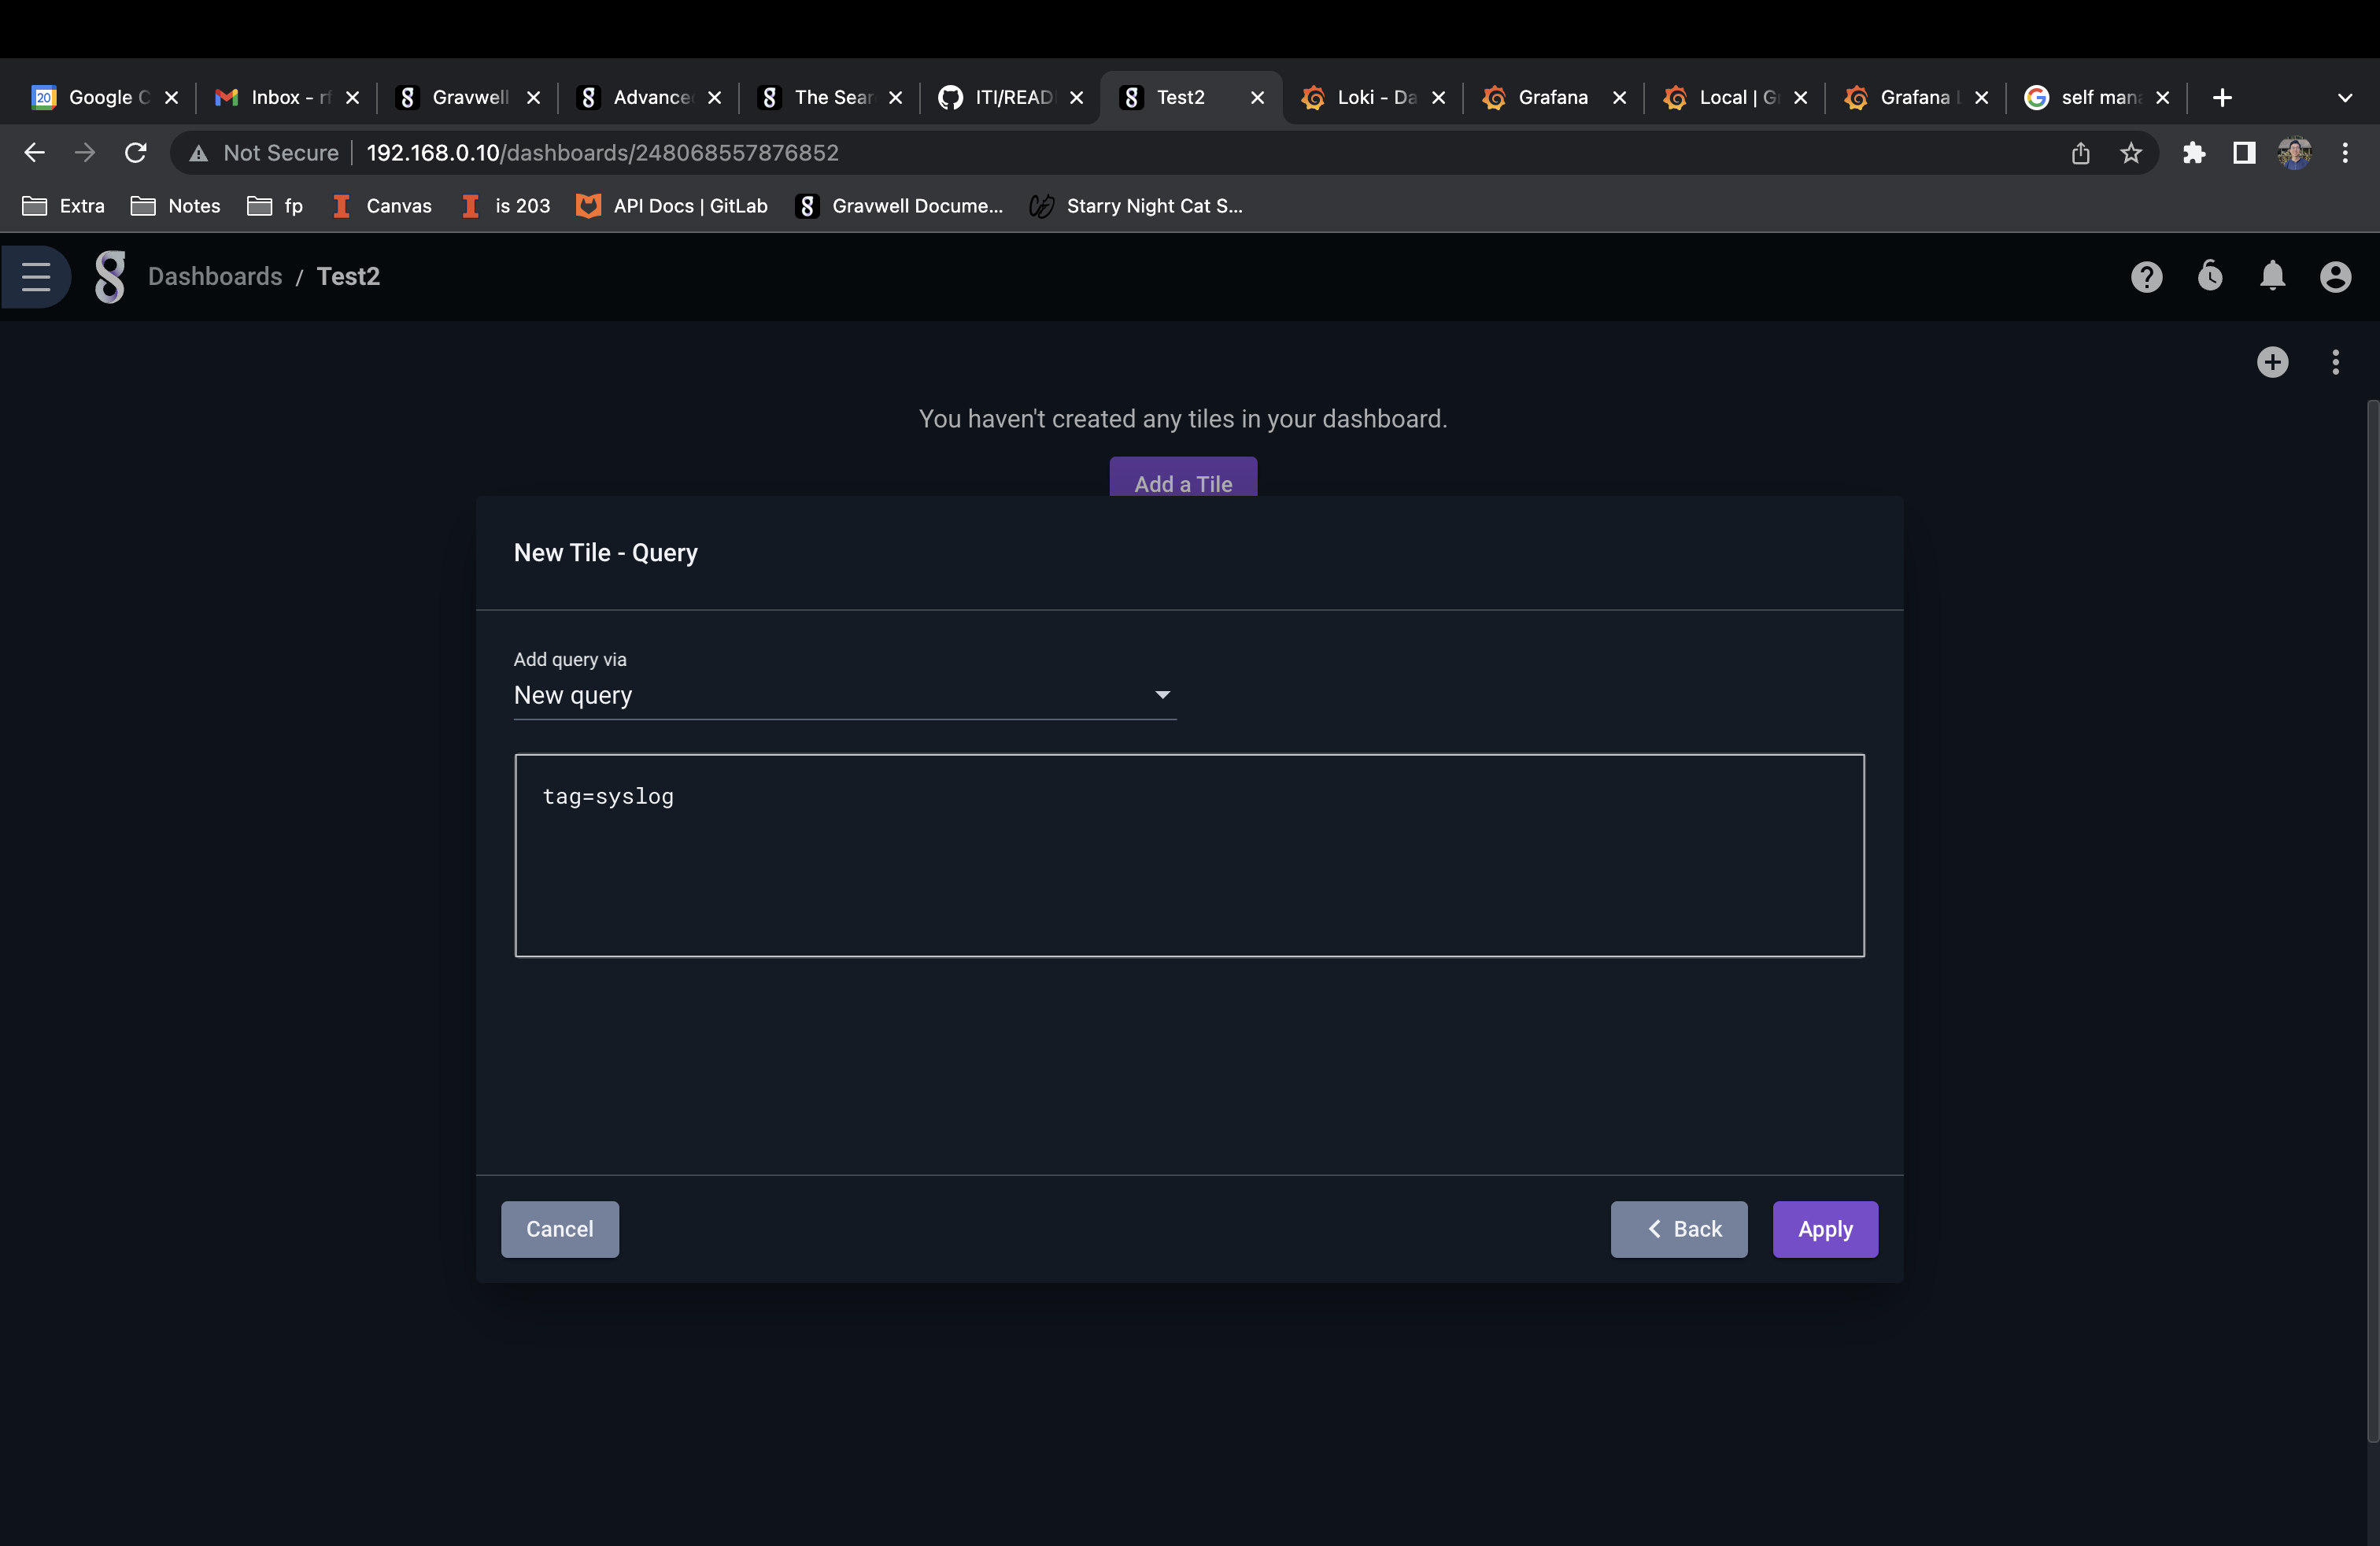 20 Google C Inbox - rf Gravwell Advance The Sear ITI/READ Test2 Loki - Da Grafana Local | G Grafana L self mana
Not Secure 192.168.0.10/dashboards/248068557876852
Extra Notes fp Canvas is 203 API Docs | GitLab Gravwell Docume... Starry Night Cat S...
Dashboards / Test2
You haven't created any tiles in your dashboard.
Add a Tile
New Tile - Query
Add query via
New query
tag=syslog
Cancel Back Apply